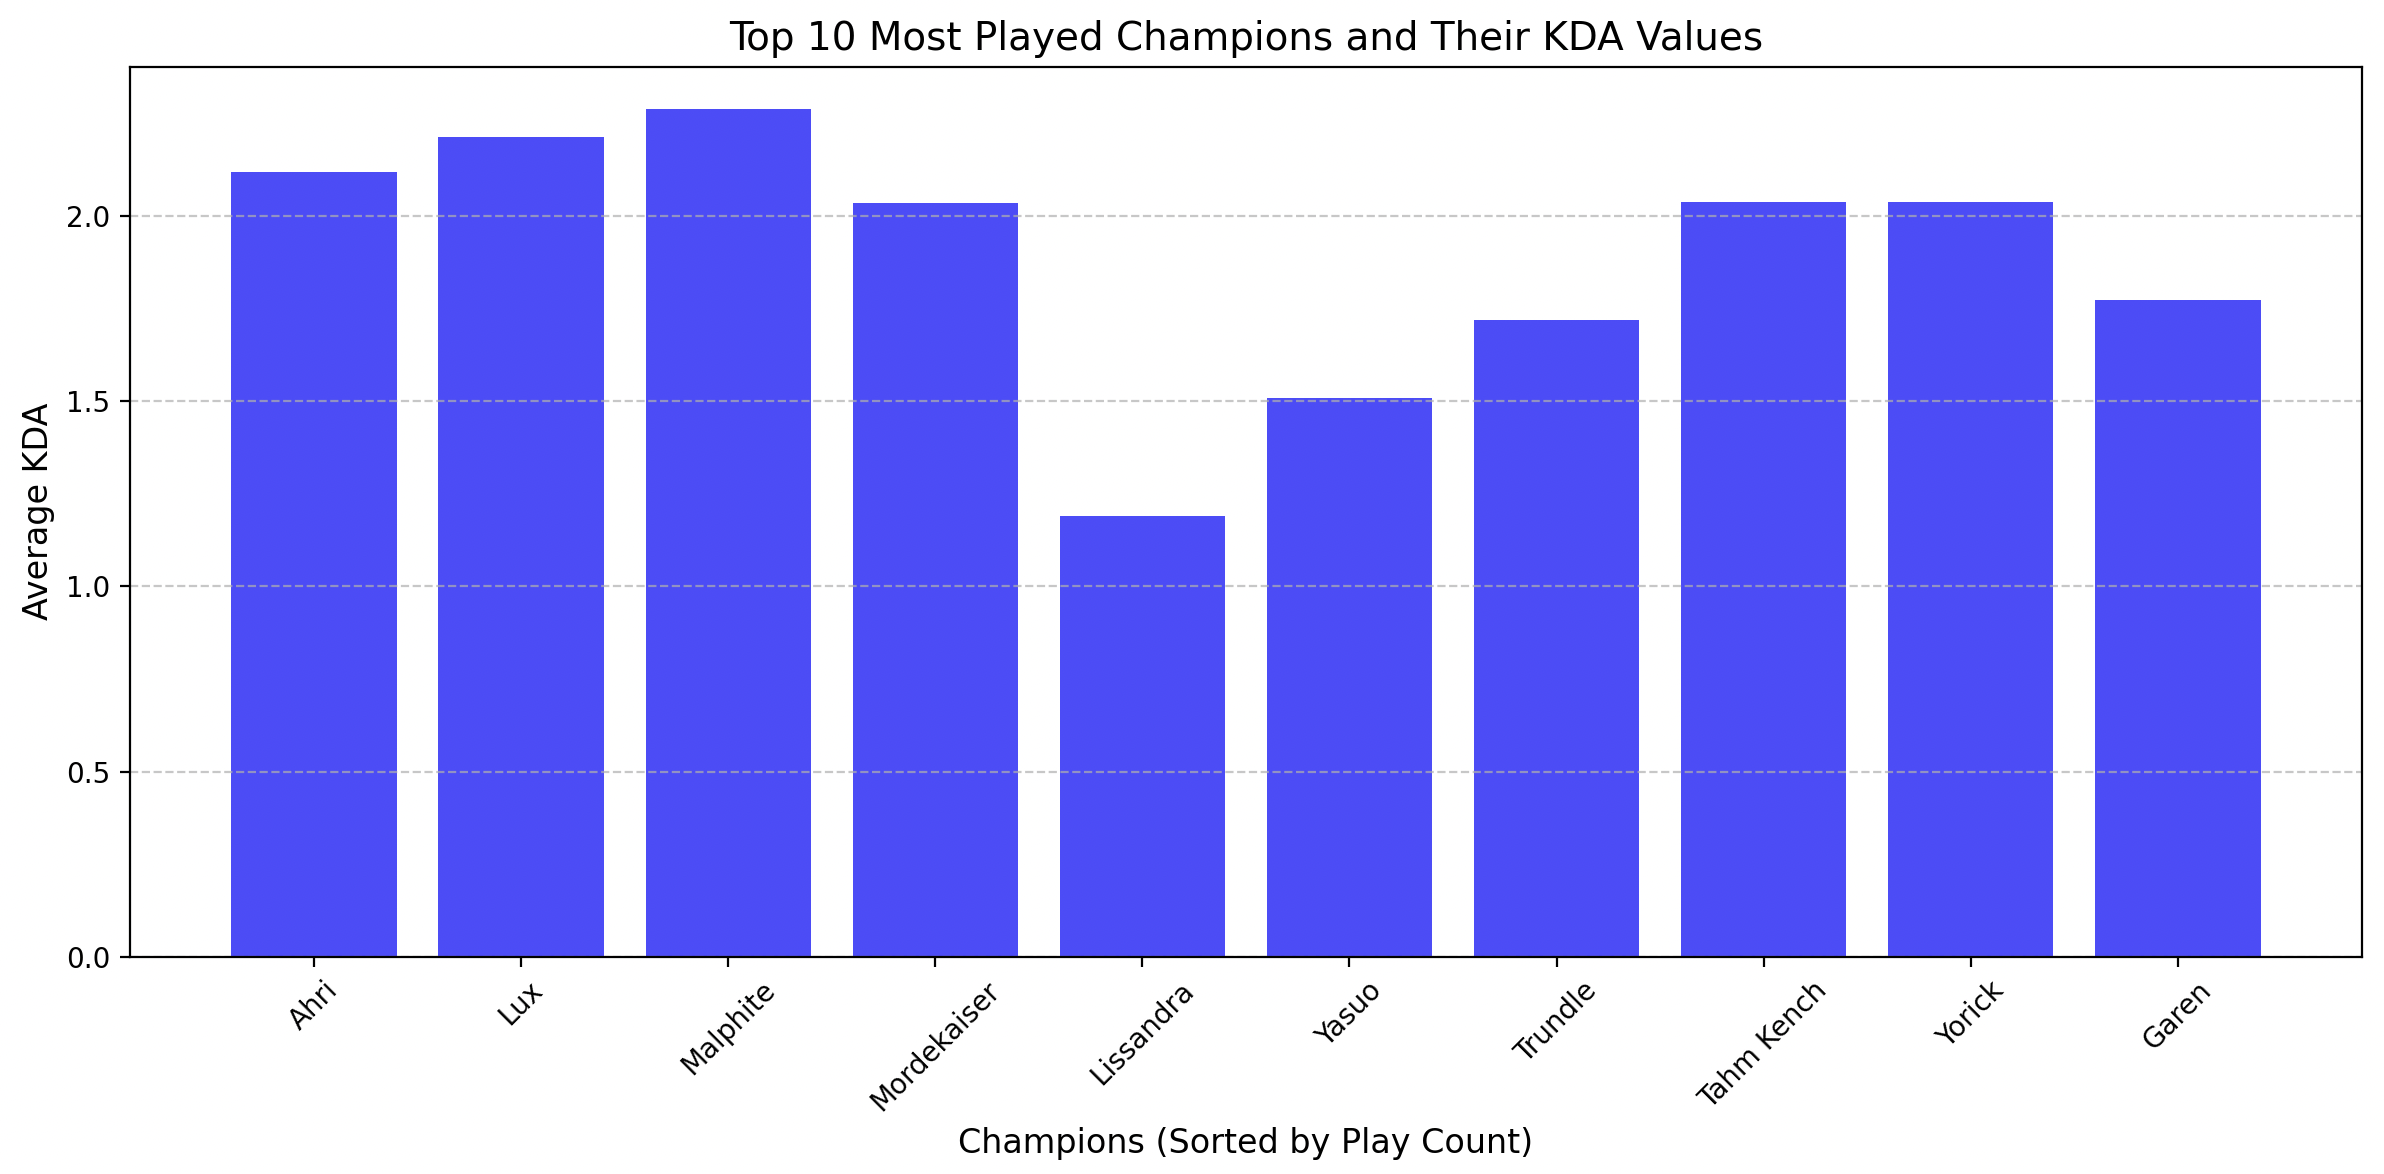 Top 10 Most Played Champions and Their KDA Values
Average KDA
2.0
1.5
1.0
0.5
0.0
Ahri
Lux
Malphite
Mordekaiser
Lissandra
Yasuo
Trundle
Tahm Kench
Yorick
Garen
Champions (Sorted by Play Count)